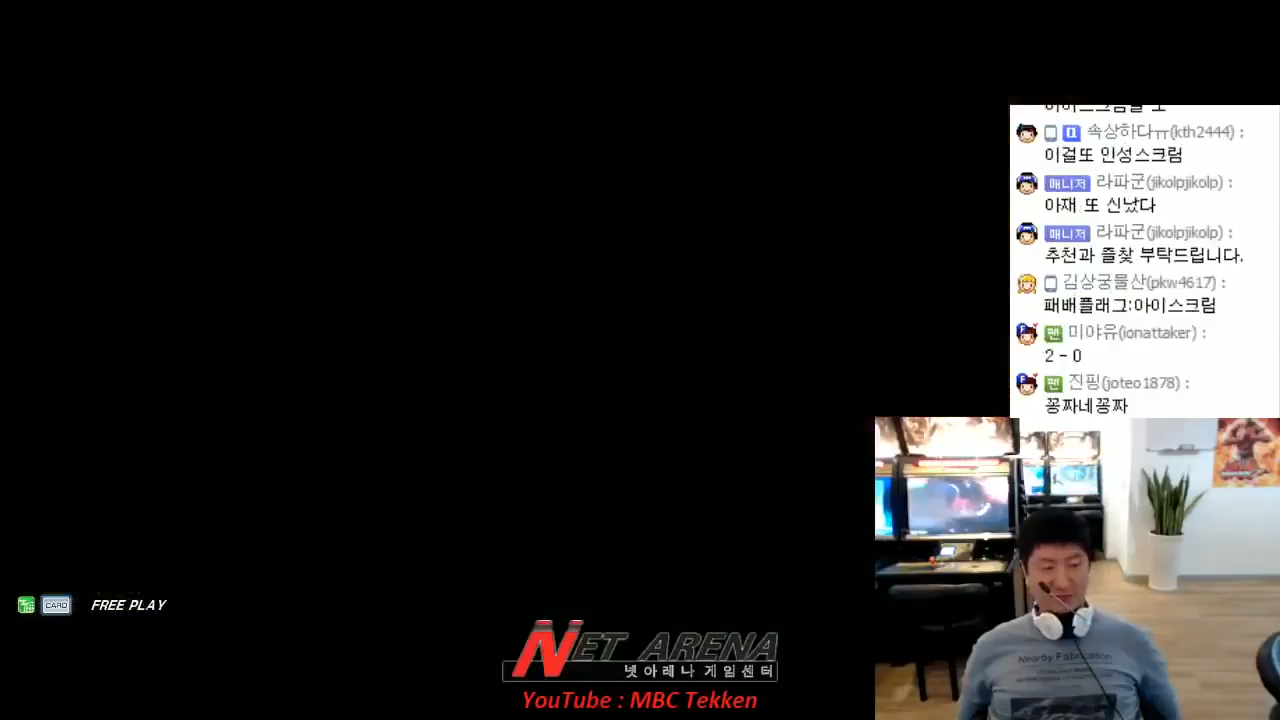 속상하다ㅠ(kth2444) :
이걸또 인성스크림
매니저 라파군(jikolpjikolp) :
아재 또 신났다
매니저 라파군(jikolpjikolp) :
추천과 즐찾 부탁드립니다.
김상궁물산(pkw4617) :
패배플래그:아이스크림
팬 미야유(ionattaker) :
2 - 0
팬 진핑(joteo1878) :
꽁짜네꽁짜
CARD FREE PLAY
NET ARENA
넷아레나 게임센터
YouTube : MBC Tekken
Nearby Fabrication